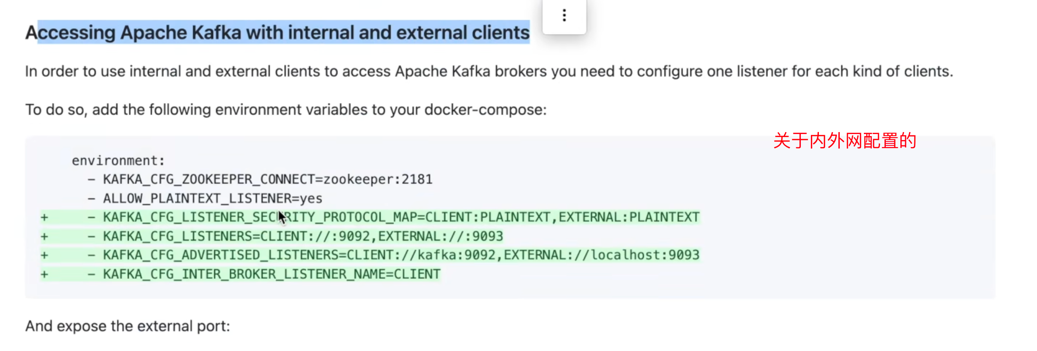 Accessing Apache Kafka with internal and external clients
In order to use internal and external clients to access Apache Kafka brokers you need to configure one listener for each kind of clients.
To do so, add the following environment variables to your docker-compose:
关于内外网配置的
environment:
- KAFKA_CFG_ZOOKEEPER_CONNECT=zookeeper:2181
- ALLOW_PLAINTEXT_LISTENER=yes
+ - KAFKA_CFG_LISTENER_SECURITY_PROTOCOL_MAP=CLIENT:PLAINTEXT,EXTERNAL:PLAINTEXT
+ - KAFKA_CFG_LISTENERS=CLIENT://:9092,EXTERNAL://:9093
+ - KAFKA_CFG_ADVERTISED_LISTENERS=CLIENT://kafka:9092,EXTERNAL://localhost:9093
+ - KAFKA_CFG_INTER_BROKER_LISTENER_NAME=CLIENT
And expose the external port: